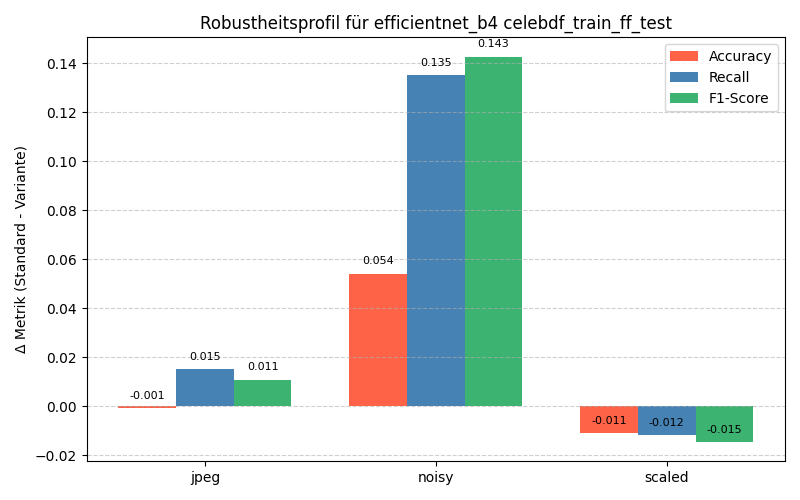 Robustheitsprofil für efficientnet_b4 celebdf_train_ff_test
Δ Metrik (Standard - Variante)
0.14
0.12
0.10
0.08
0.06
0.04
0.02
0.00
−0.02
-0.001
0.015
0.011
0.054
0.135
0.143
-0.011
-0.012
-0.015
Accuracy
Recall
F1-Score
jpeg
noisy
scaled